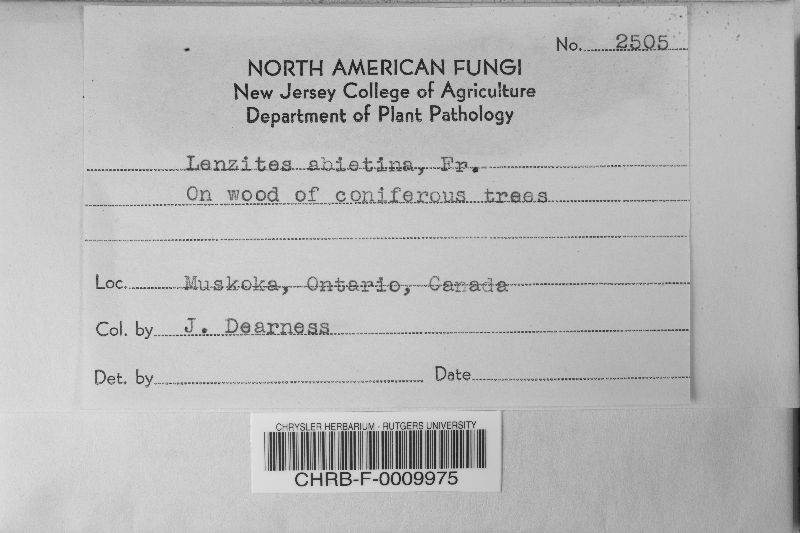 No. 2505
NORTH AMERICAN FUNGI
New Jersey College of Agriculture
Department of Plant Pathology
Lenzites abietina, Fr.
On wood of coniferous trees
Loc. Muskoka, Ontario, Canada
Col. by J. Dearness
Det. by Date
CHRYSLER HERBARIUM - RUTGERS UNIVERSITY
CHRB-F-0009975